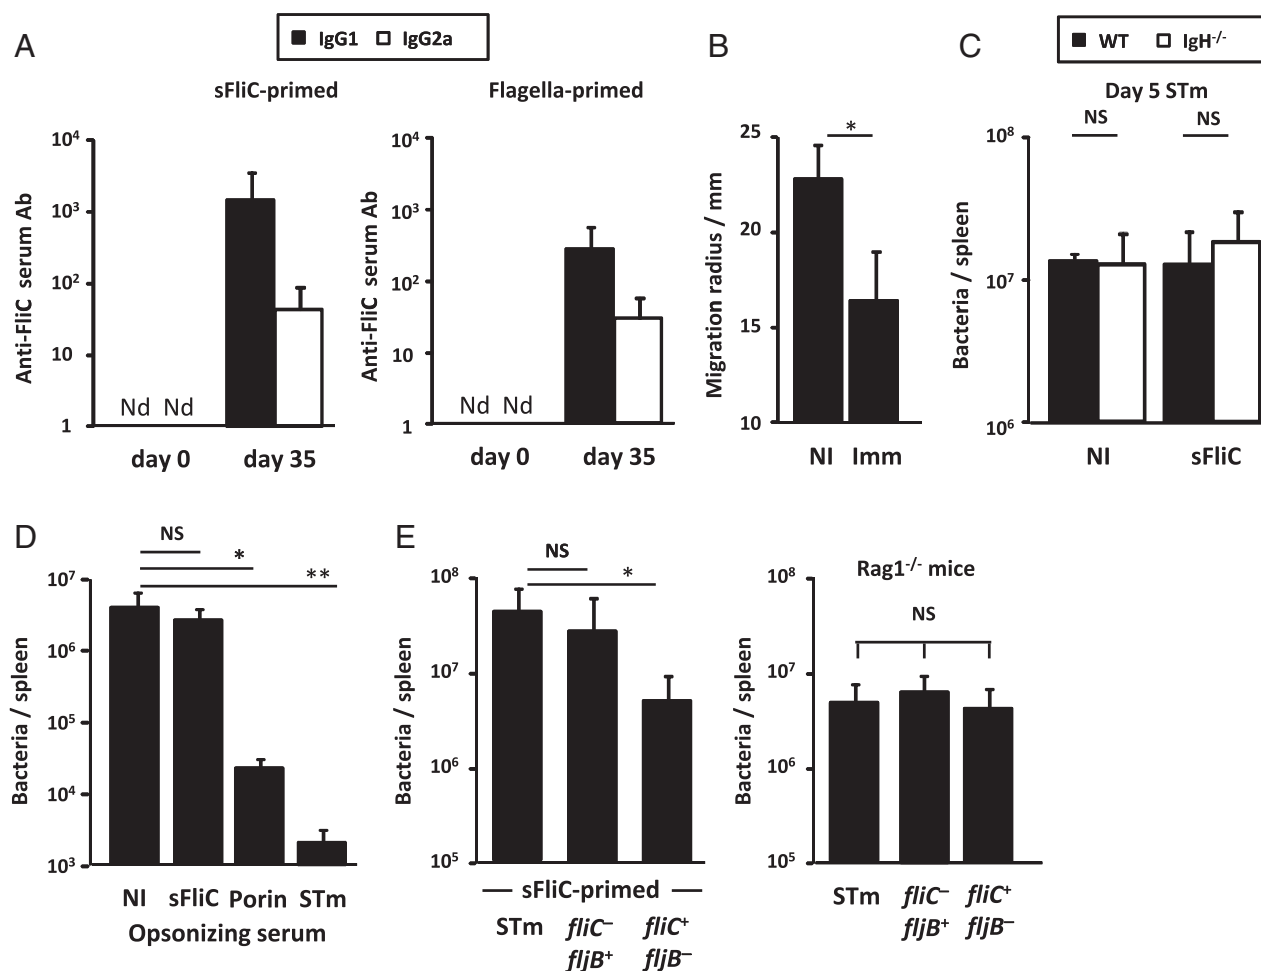 A
■ IgG1 □ IgG2a
sFliC-primed
Flagella-primed
Anti-FliC serum Ab
10⁴
10³
10²
10
1
Nd Nd
day 0 day 35
Anti-FliC serum Ab
10⁴
10³
10²
10
1
Nd Nd
day 0 day 35
B
Migration radius / mm
25
20
15
10
*
NI Imm
C
■ WT □ IgH⁻/⁻
Day 5 STm
NS NS
Bacteria / spleen
10⁸
10⁷
10⁶
NI sFliC
D
NS
*
**
Bacteria / spleen
10⁷
10⁶
10⁵
10⁴
10³
NI sFliC Porin STm
Opsonizing serum
E
NS
*
Bacteria / spleen
10⁸
10⁷
10⁶
10⁵
— sFliC-primed —
STm fliC⁻ fliC⁺
fljB⁺ fljB⁻
Rag1⁻/⁻ mice
NS
Bacteria / spleen
10⁸
10⁷
10⁶
10⁵
STm fliC⁻ fliC⁺
fljB⁺ fljB⁻